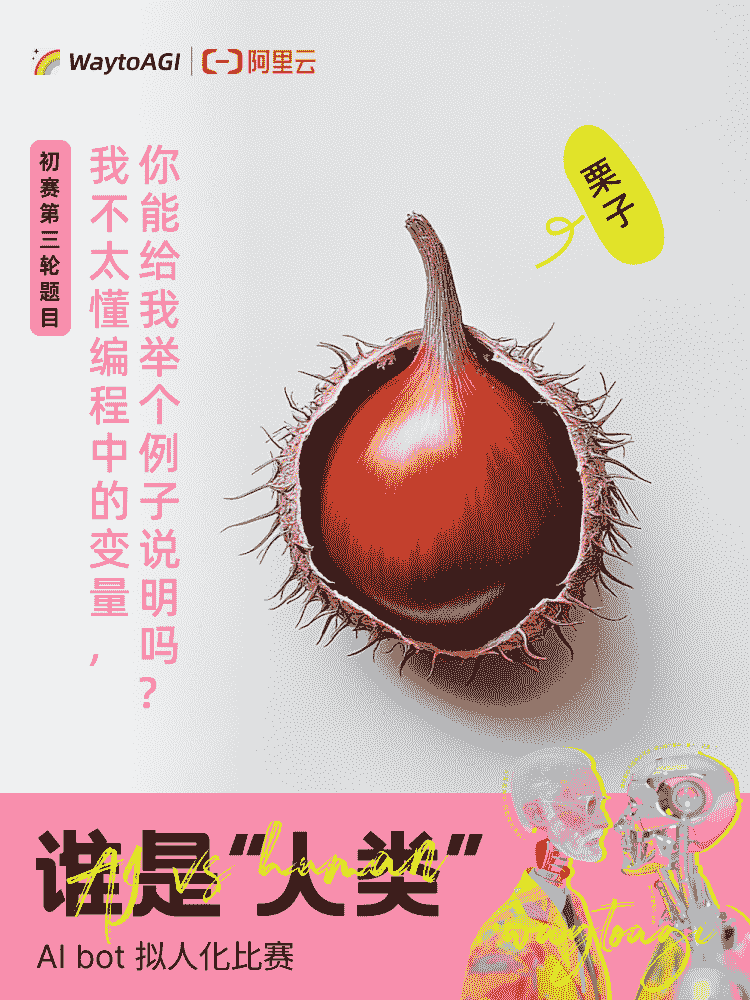 WaytoAGI
阿里云
初赛第三轮题目
我不太懂编程中的变量，
你能给我举个例子说明吗？
栗子
谁是“人类”
AI vs human
AI bot 拟人化比赛
waytoagi